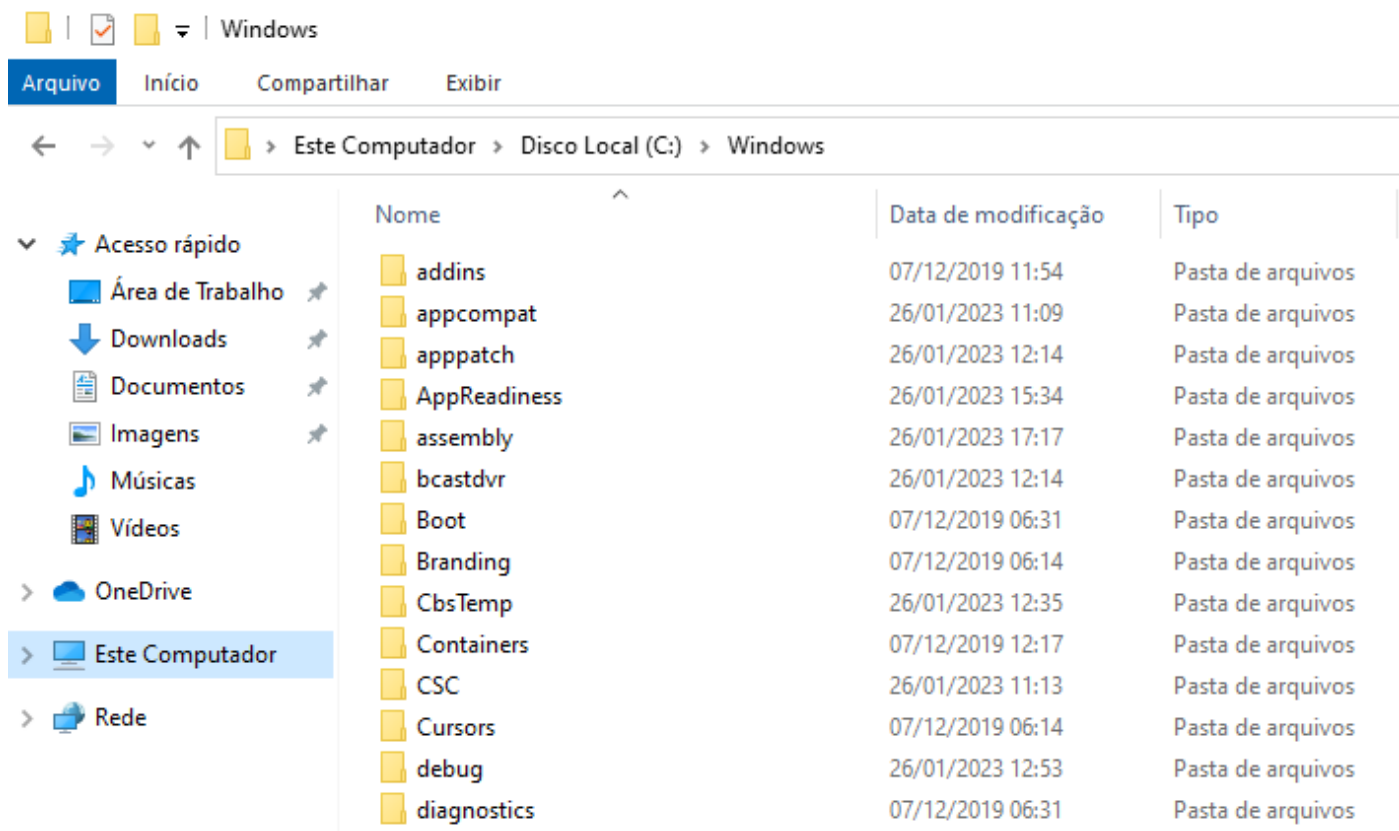 Windows
Arquivo Início Compartilhar Exibir
Este Computador Disco Local (C:) Windows
Nome Data de modificação Tipo
Acesso rápido
Área de Trabalho
Downloads
Documentos
Imagens
Músicas
Vídeos
OneDrive
Este Computador
Rede
addins 07/12/2019 11:54 Pasta de arquivos
appcompat 26/01/2023 11:09 Pasta de arquivos
apppatch 26/01/2023 12:14 Pasta de arquivos
AppReadiness 26/01/2023 15:34 Pasta de arquivos
assembly 26/01/2023 17:17 Pasta de arquivos
bcastdvr 26/01/2023 12:14 Pasta de arquivos
Boot 07/12/2019 06:31 Pasta de arquivos
Branding 07/12/2019 06:14 Pasta de arquivos
CbsTemp 26/01/2023 12:35 Pasta de arquivos
Containers 07/12/2019 12:17 Pasta de arquivos
CSC 26/01/2023 11:13 Pasta de arquivos
Cursors 07/12/2019 06:14 Pasta de arquivos
debug 26/01/2023 12:53 Pasta de arquivos
diagnostics 07/12/2019 06:31 Pasta de arquivos